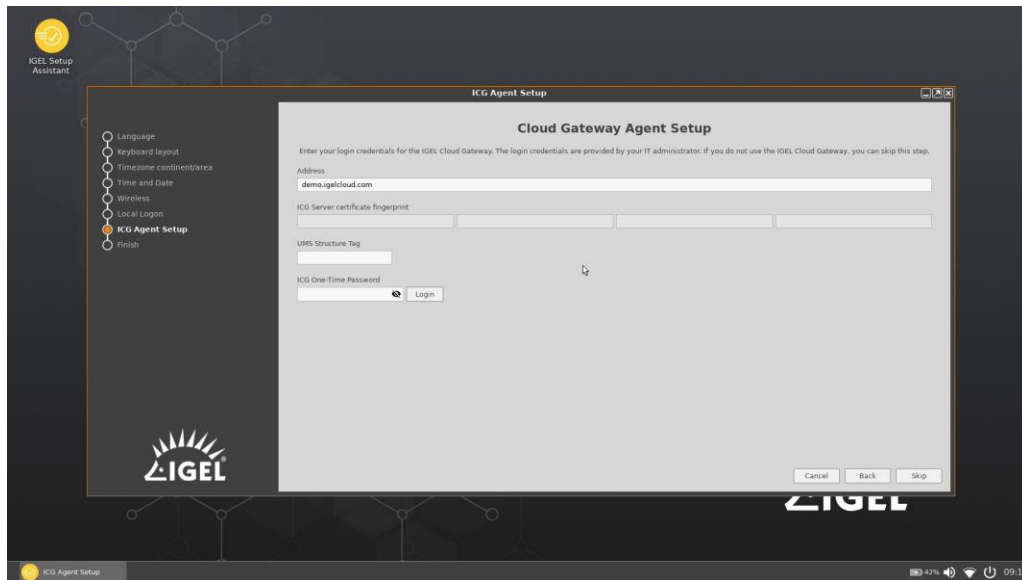 IGEL Setup
Assistant
ICG Agent Setup
Language
Keyboard layout
Timezone continent/area
Time and Date
Wireless
Local Logon
ICG Agent Setup
Finish
IGEL
Cloud Gateway Agent Setup
Enter your login credentials for the IGEL Cloud Gateway. The login credentials are provided by your IT administrator. If you do not use the IGEL Cloud Gateway, you can skip this step.
Address
demo.igelcloud.com
ICG Server certificate fingerprint
UMS Structure Tag
ICG One-Time Password
Login
Cancel Back Skip
IGEL
ICG Agent Setup
42%